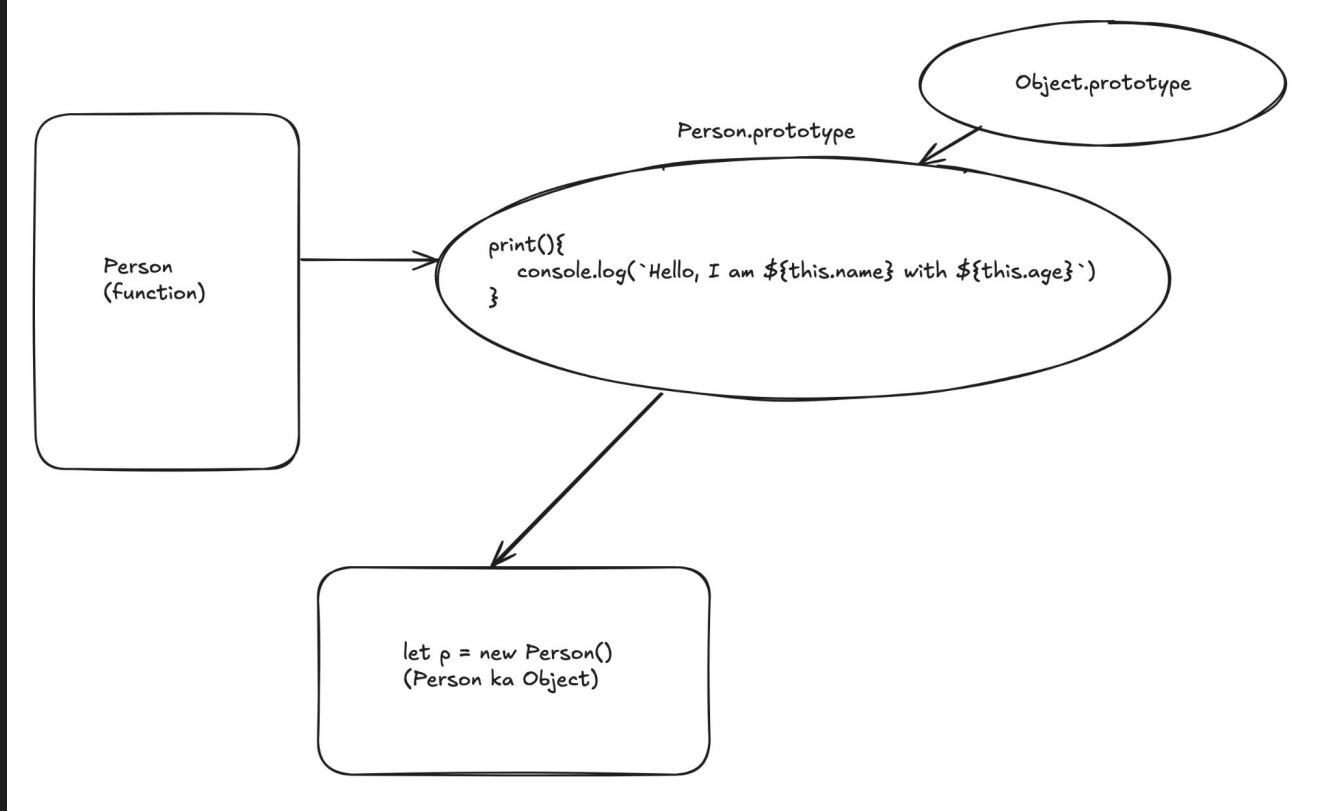 Object.prototype
Person.prototype
print(){
console.log(`Hello, I am ${this.name} with ${this.age}`)
}
Person
(function)
let p = new Person()
(Person ka Object)